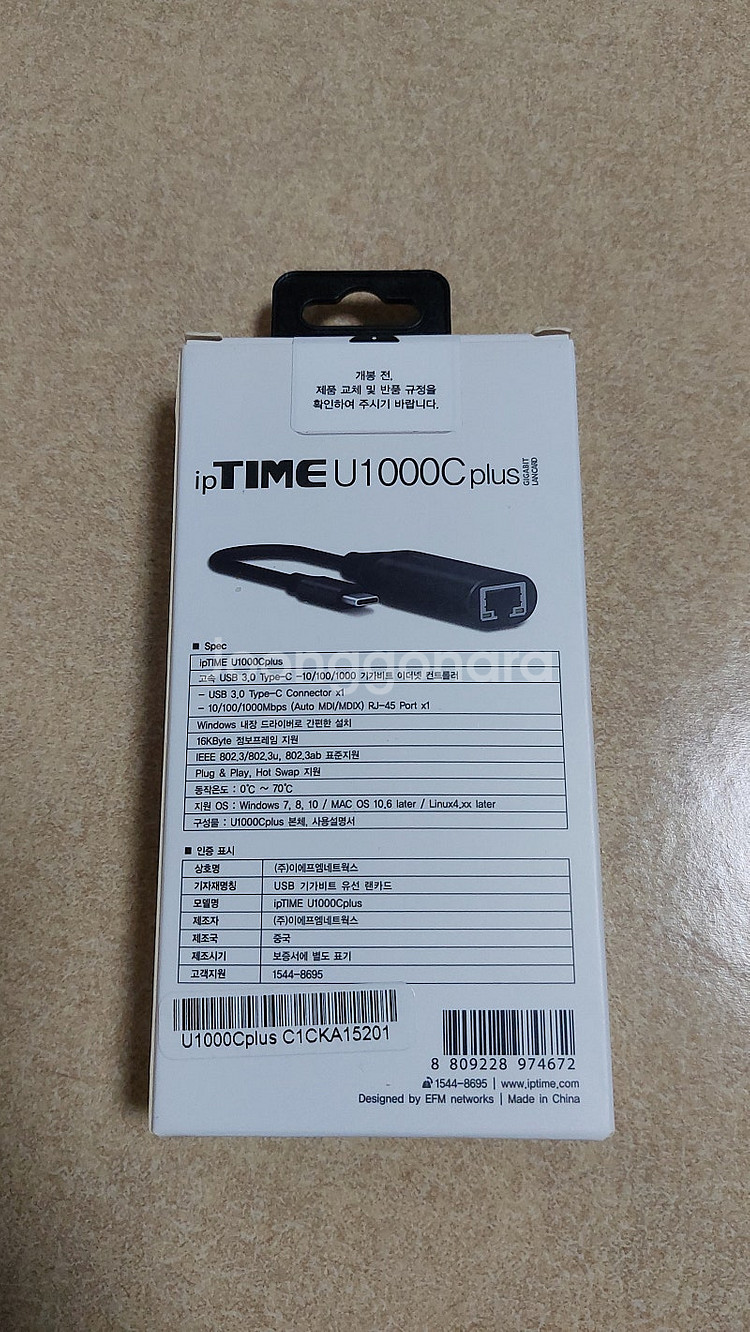 개봉 전,
제품 교체 및 반품 규정을
확인하여 주시기 바랍니다.
ipTIME U1000C plus GIGABIT LANCARD
joonggonara
■ Spec
ipTIME U1000Cplus
고속 USB 3.0 Type-C -10/100/1000 기가비트 이더넷 컨트롤러
- USB 3.0 Type-C Connector x1
- 10/100/1000Mbps (Auto MDI/MDIX) RJ-45 Port x1
Windows 내장 드라이버로 간편한 설치
16KByte 점보프레임 지원
IEEE 802.3/802.3u, 802.3ab 표준지원
Plug & Play, Hot Swap 지원
동작온도 : 0℃ ~ 70℃
지원 OS : Windows 7, 8, 10 / MAC OS 10.6 later / Linux4.xx later
구성물 : U1000Cplus 본체, 사용설명서
■ 인증 표시
상호명 (주)이에프엠네트웍스
기자재명칭 USB 기가비트 유선 랜카드
모델명 ipTIME U1000Cplus
제조자 (주)이에프엠네트웍스
제조국 중국
제조시기 보증서에 별도 표기
고객지원 1544-8695
U1000Cplus C1CKA15201
8 809228 974672
1544-8695 | www.iptime.com
Designed by EFM networks | Made in China